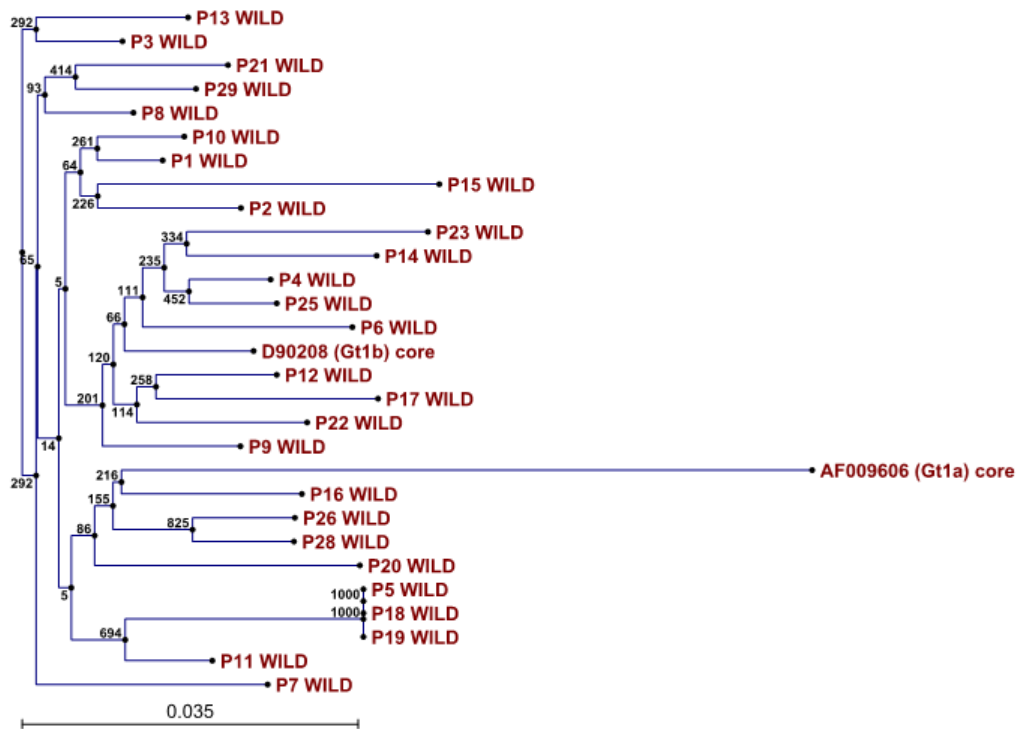 292
P13 WILD
P3 WILD
414
P21 WILD
93
P29 WILD
P8 WILD
261
P10 WILD
64
P1 WILD
P15 WILD
226
P2 WILD
334
P23 WILD
65
235
P14 WILD
5
111
P4 WILD
452
P25 WILD
66
P6 WILD
D90208 (Gt1b) core
120
258
P12 WILD
201
114
P17 WILD
P22 WILD
14
P9 WILD
292
216
AF009606 (Gt1a) core
155
P16 WILD
86
825
P26 WILD
P28 WILD
P20 WILD
5
1000
P5 WILD
1000
P18 WILD
694
P19 WILD
P11 WILD
P7 WILD
0.035